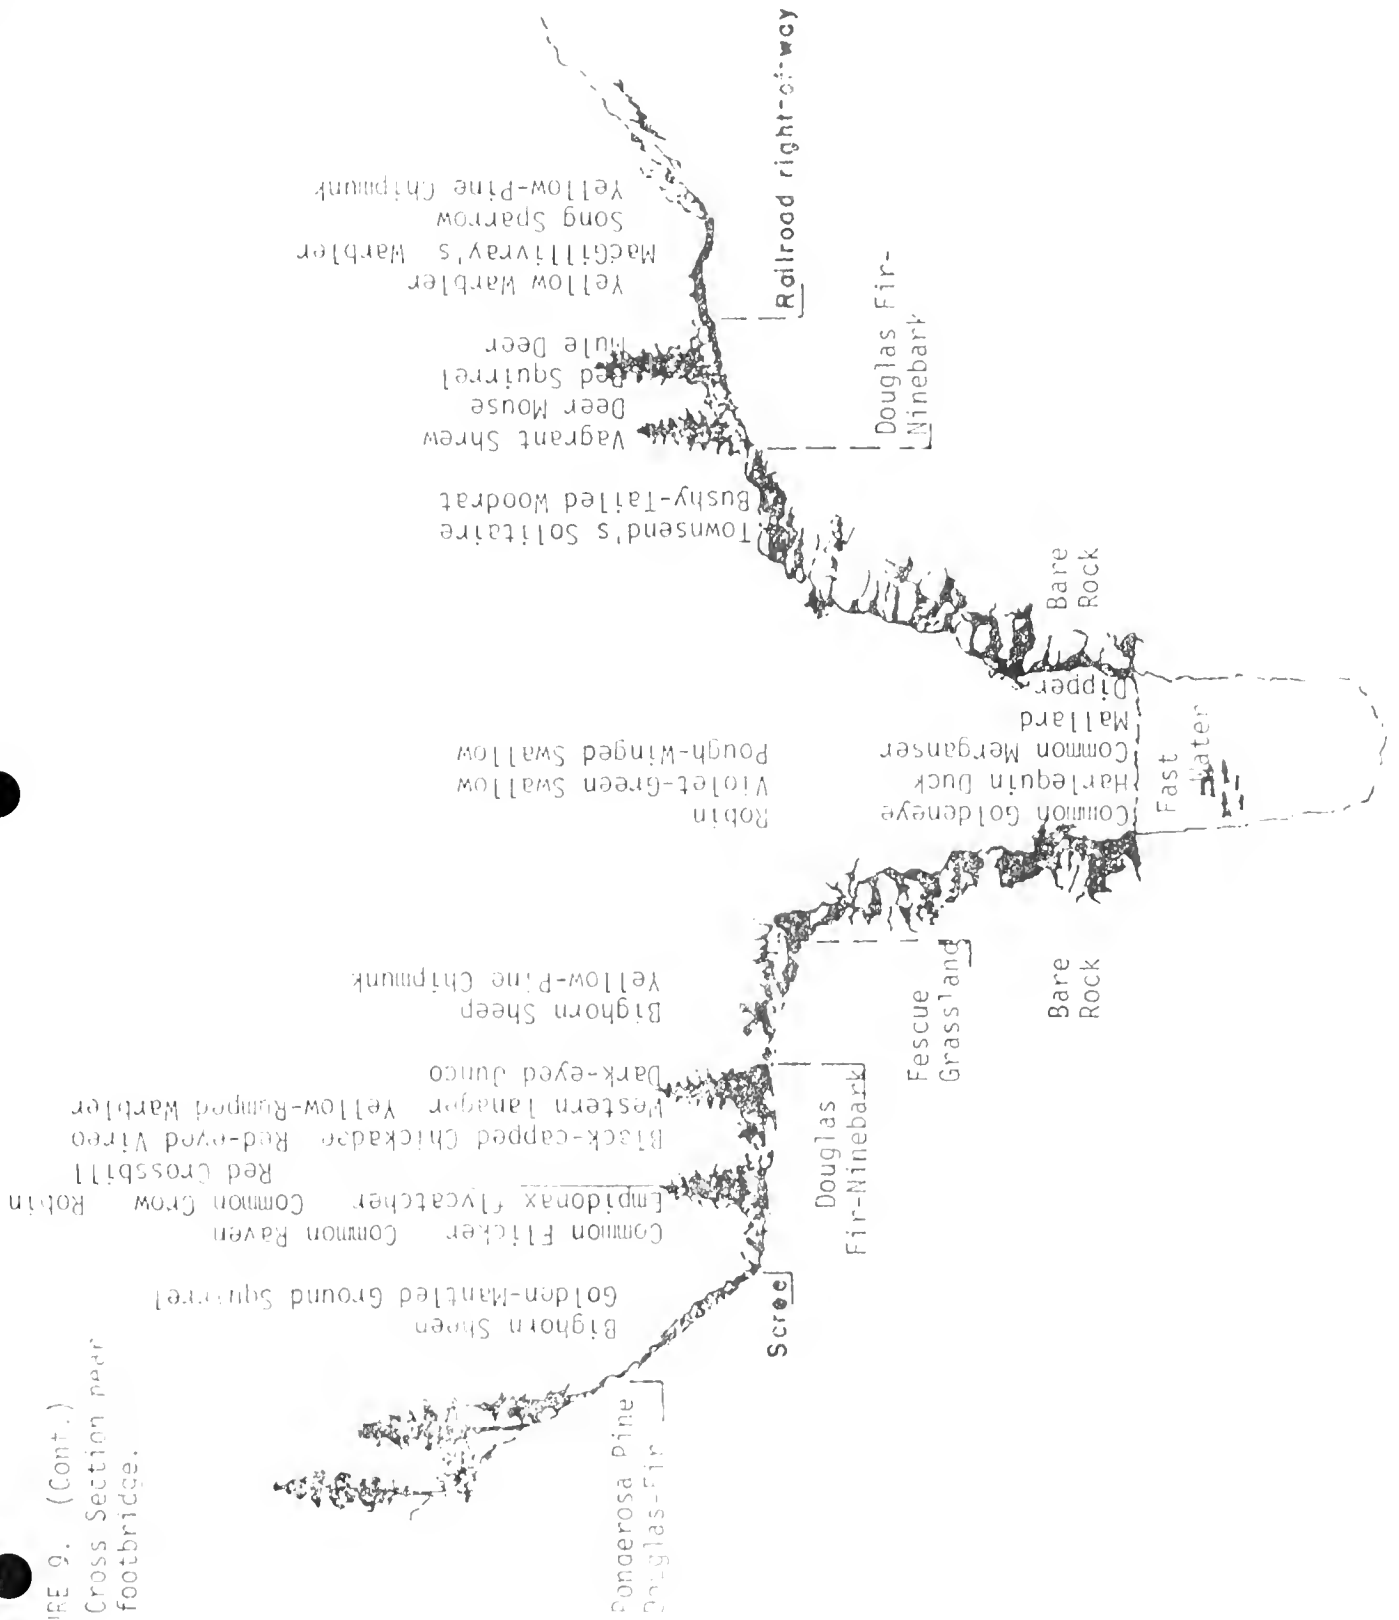 9. (Cont.)
Cross Section near
footbridge.
Bighorn Sheep
Golden-Mantled Ground Squirrel
Common Flicker Common Raven
Empidonax flycatcher Common Crow Robin
Red Crossbill
Black-capped Chickadee Red-eyed Vireo
Western Tanager Yellow-Rumped Warbler
Dark-eyed Junco
Bighorn Sheep
Yellow-Pine Chipmunk
Robin
Violet-Green Swallow
Pough-Winged Swallow
Common Goldeneye
Harlequin Duck
Common Merganser
Mallard
Dipper
Townsend's Solitaire
Bushy-Tailed Woodrat
Vagrant Shrew
Deer Mouse
Red Squirrel
Mule Deer
Yellow Warbler
MacGillivray's Warbler
Song Sparrow
Yellow-Pine Chipmunk
Ponderosa Pine
Douglas-Fir
Scree
Douglas
Fir-Ninebark
Fescue
Grassland
Bare
Rock
Fast
Water
Bare
Rock
Douglas Fir-
Ninebark
Railroad right-of-way